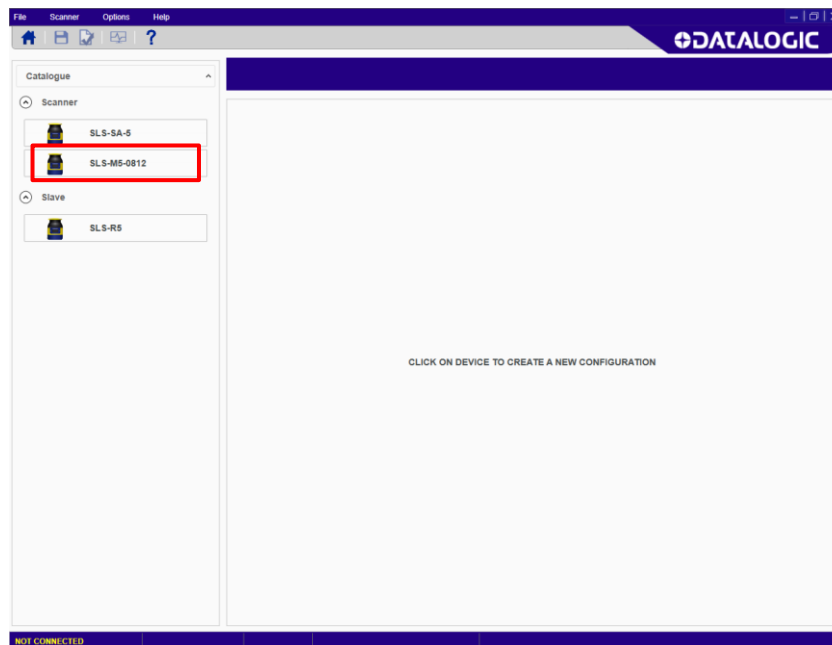 File Scanner Options Help
?
DATALOGIC
Catalogue
Scanner
SLS-SA-5
SLS-M5-0812
Slave
SLS-R5
CLICK ON DEVICE TO CREATE A NEW CONFIGURATION
NOT CONNECTED